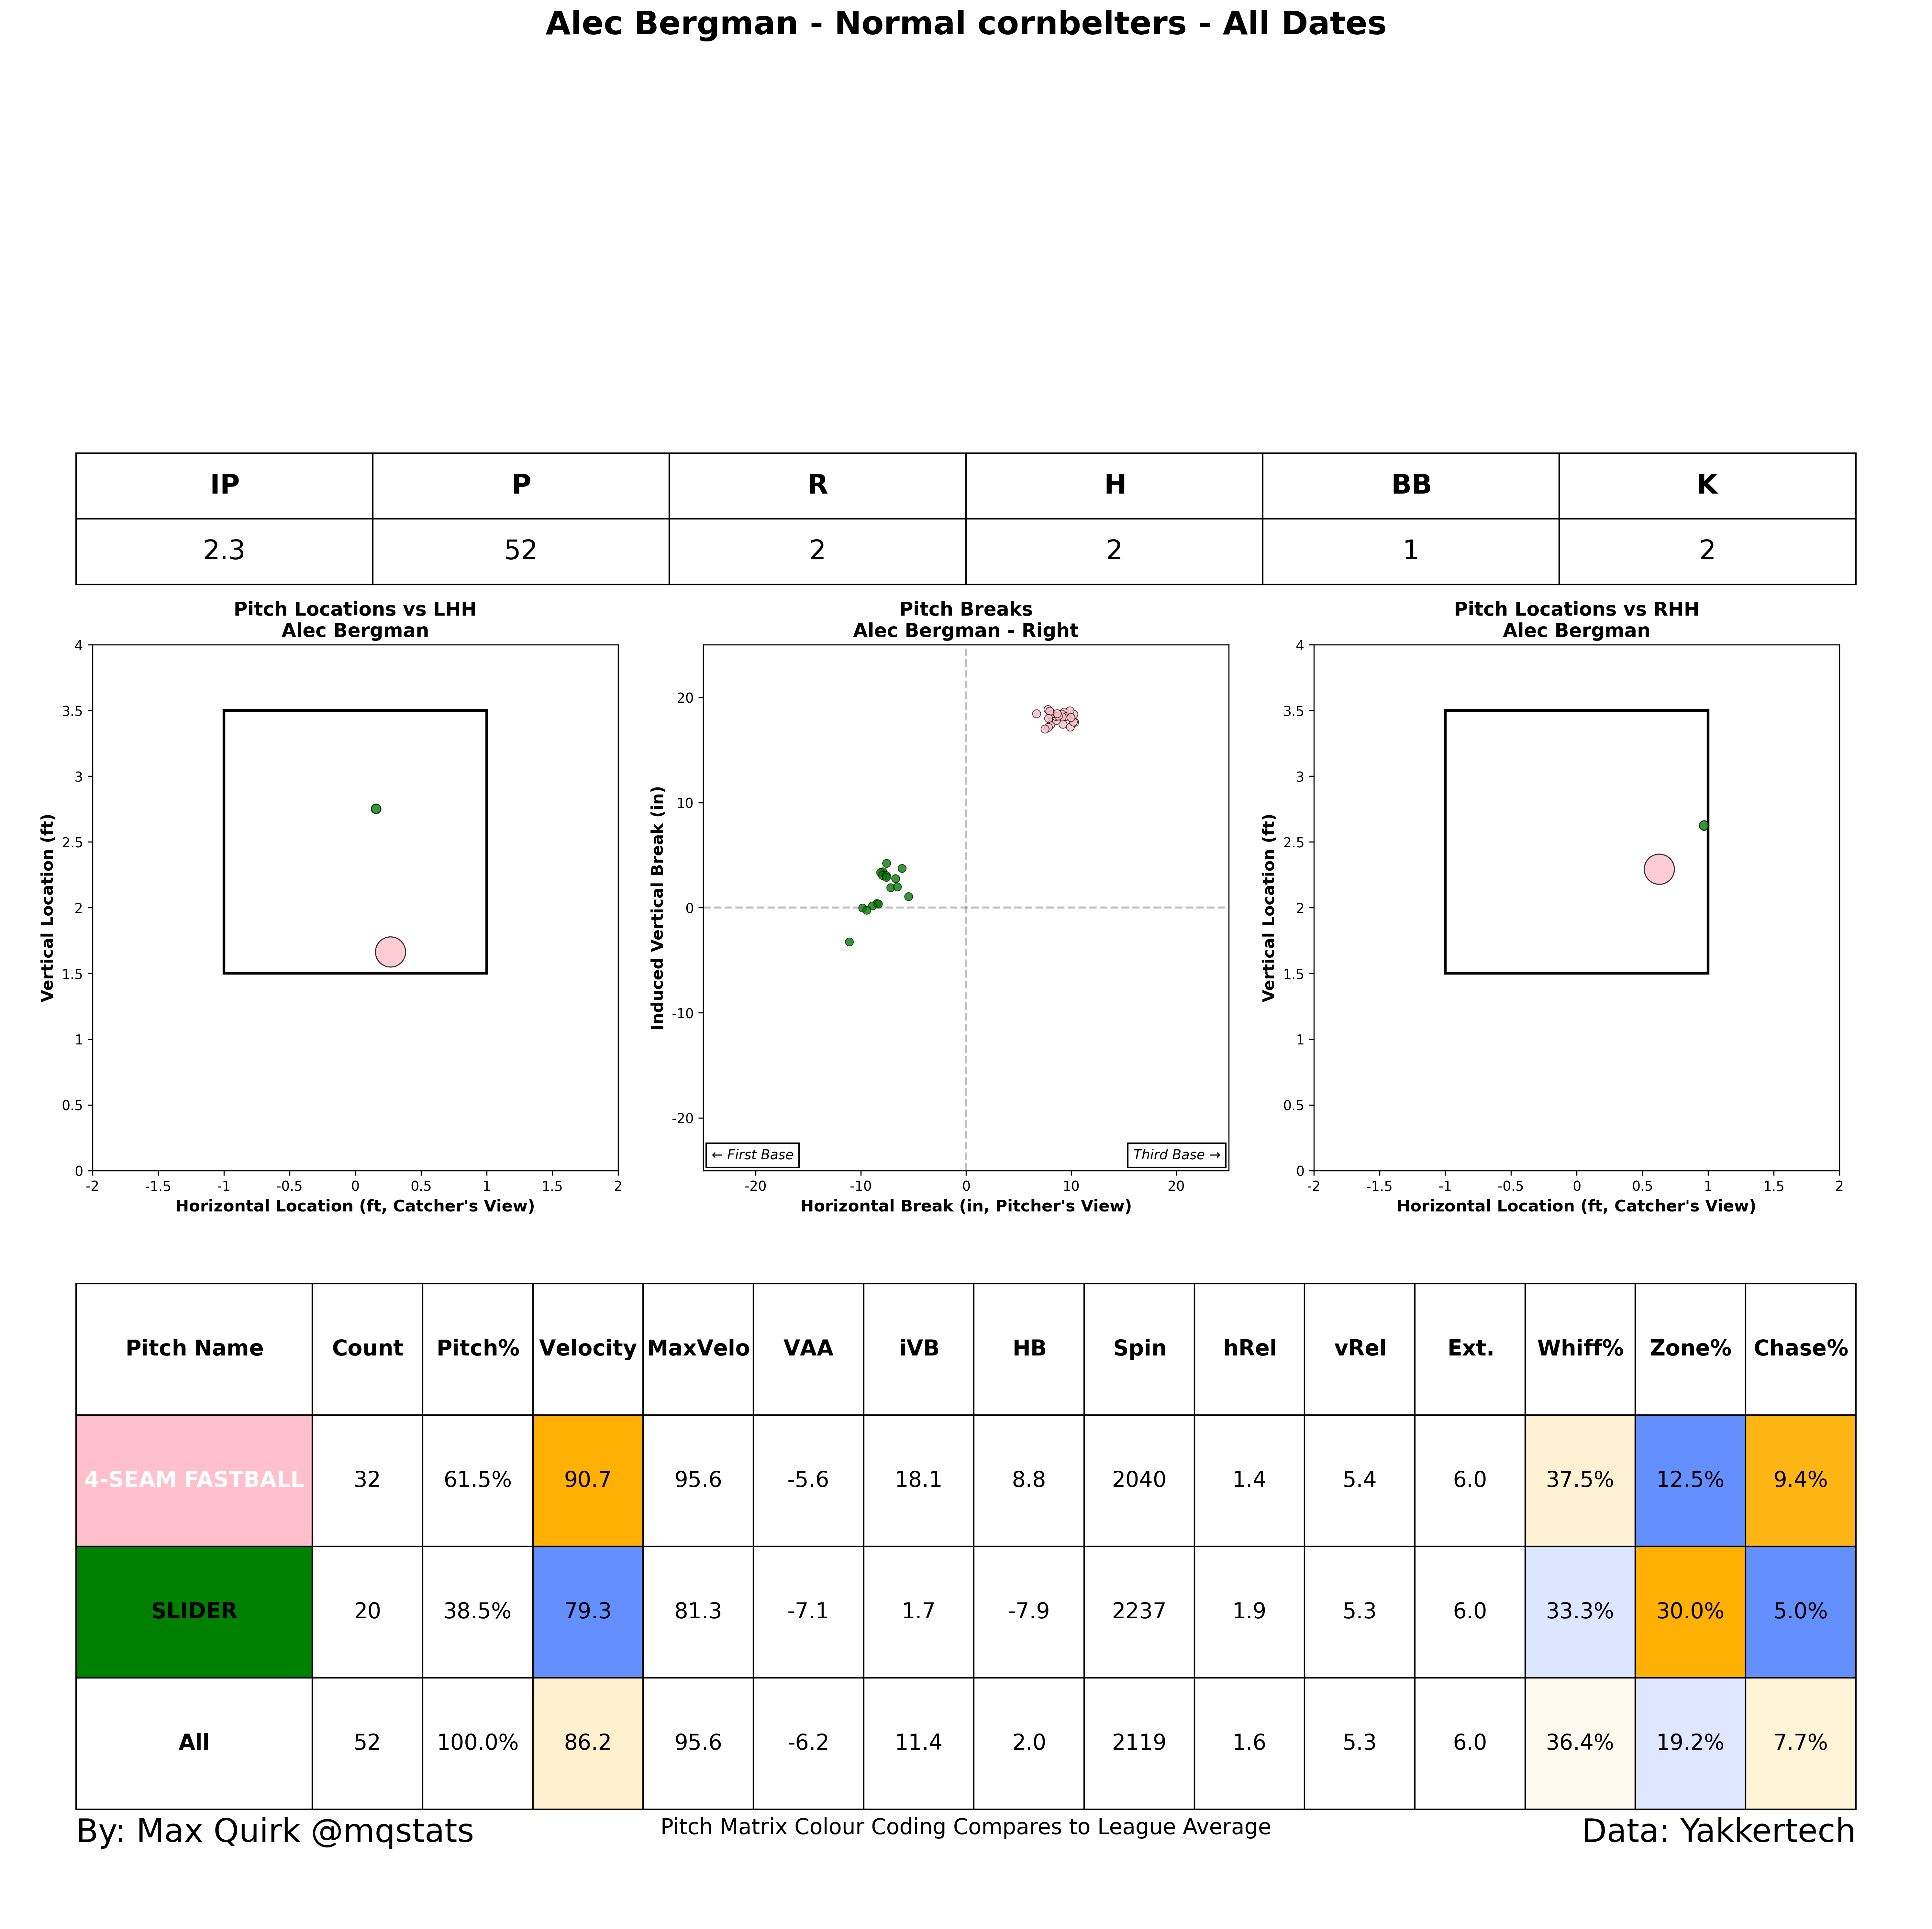 Alec Bergman - Normal cornbelters - All Dates
IP P R H BB K
2.3 52 2 2 1 2
Pitch Locations vs LHH
Alec Bergman
4
3.5
3
2.5
2
1.5
1
0.5
0
-2 -1.5 -1 -0.5 0 0.5 1 1.5 2
Vertical Location (ft)
Horizontal Location (ft, Catcher's View)
Pitch Breaks
Alec Bergman - Right
20
10
0
-10
-20
← First Base
Third Base →
-20 -10 0 10 20
Induced Vertical Break (in)
Horizontal Break (in, Pitcher's View)
Pitch Locations vs RHH
Alec Bergman
4
3.5
3
2.5
2
1.5
1
0.5
0
-2 -1.5 -1 -0.5 0 0.5 1 1.5 2
Vertical Location (ft)
Horizontal Location (ft, Catcher's View)
Pitch Name Count Pitch% Velocity MaxVelo VAA iVB HB Spin hRel vRel Ext. Whiff% Zone% Chase%
4-SEAM FASTBALL 32 61.5% 90.7 95.6 -5.6 18.1 8.8 2040 1.4 5.4 6.0 37.5% 12.5% 9.4%
SLIDER 20 38.5% 79.3 81.3 -7.1 1.7 -7.9 2237 1.9 5.3 6.0 33.3% 30.0% 5.0%
All 52 100.0% 86.2 95.6 -6.2 11.4 2.0 2119 1.6 5.3 6.0 36.4% 19.2% 7.7%
By: Max Quirk @mqstats
Pitch Matrix Colour Coding Compares to League Average
Data: Yakkertech